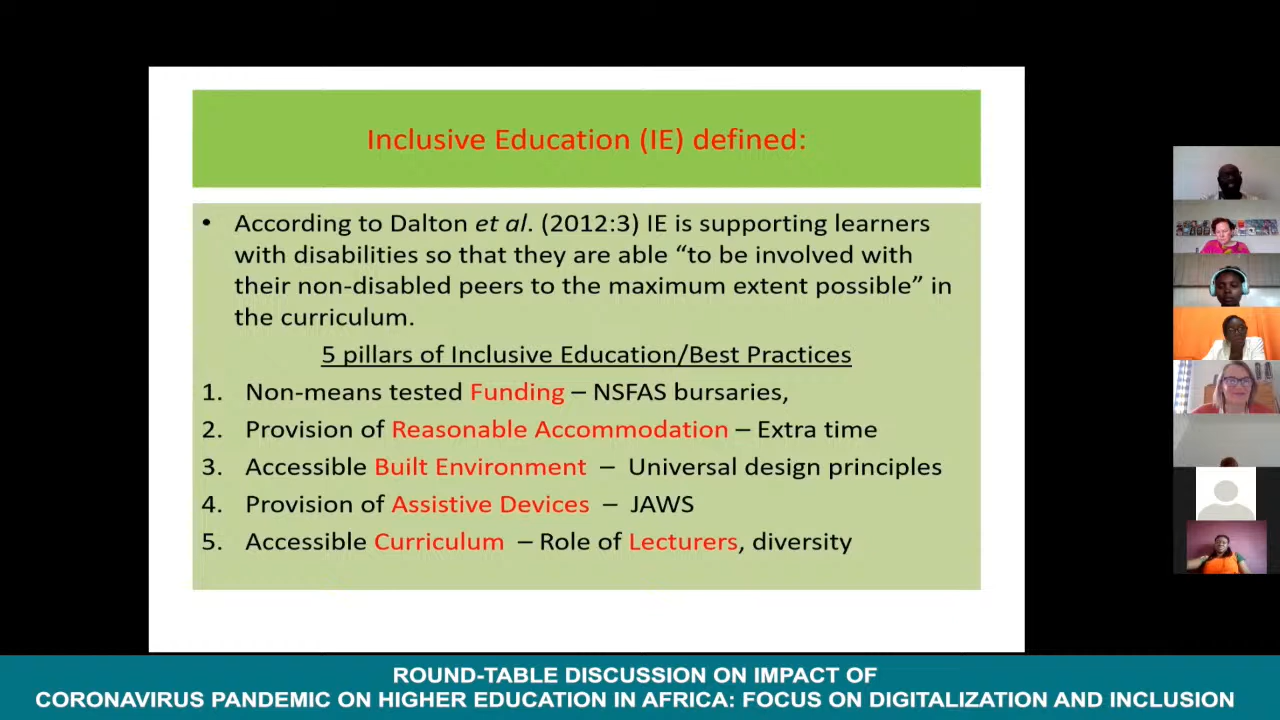 Inclusive Education (IE) defined:
• According to Dalton et al. (2012:3) IE is supporting learners
with disabilities so that they are able “to be involved with
their non-disabled peers to the maximum extent possible” in
the curriculum.
5 pillars of Inclusive Education/Best Practices
1. Non-means tested Funding – NSFAS bursaries,
2. Provision of Reasonable Accommodation – Extra time
3. Accessible Built Environment – Universal design principles
4. Provision of Assistive Devices – JAWS
5. Accessible Curriculum – Role of Lecturers, diversity
ROUND-TABLE DISCUSSION ON IMPACT OF
CORONAVIRUS PANDEMIC ON HIGHER EDUCATION IN AFRICA: FOCUS ON DIGITALIZATION AND INCLUSION